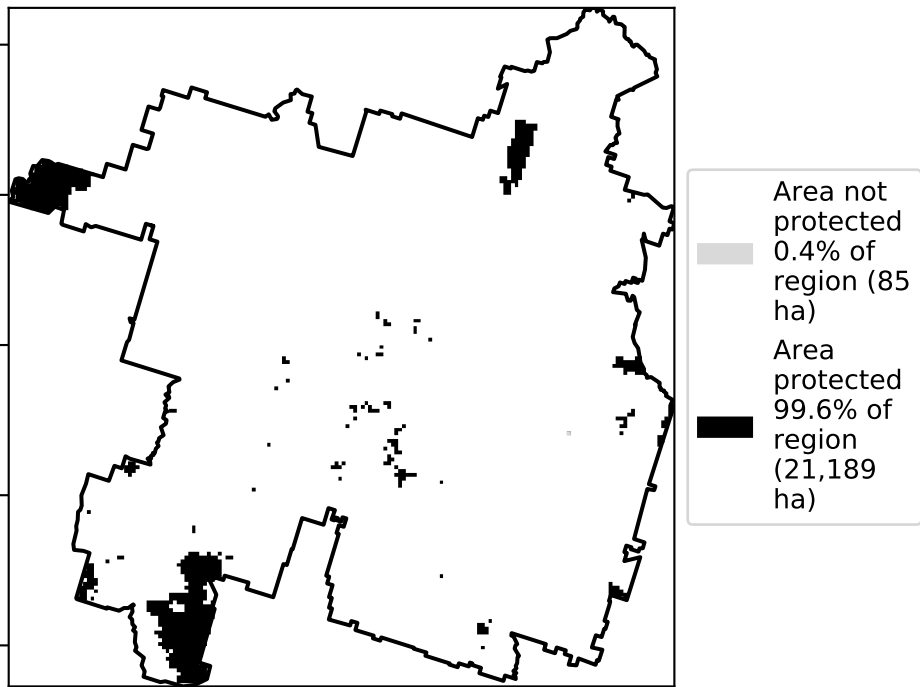 Area not
protected
0.4% of
region (85
ha)
Area
protected
99.6% of
region
(21,189
ha)